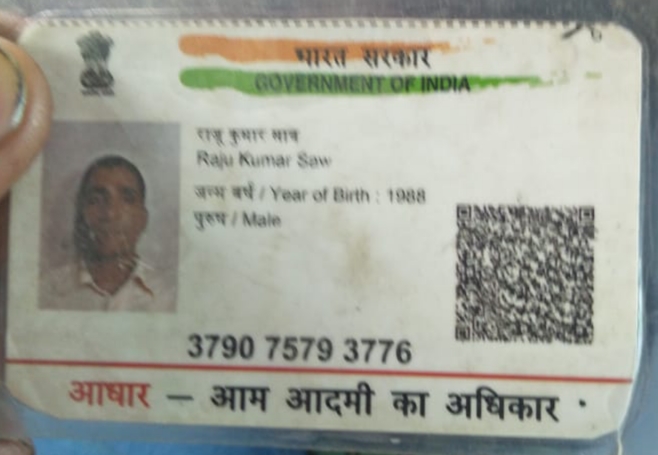 भारत सरकार
GOVERNMENT OF INDIA
राजू कुमार साव
Raju Kumar Saw
जन्म वर्ष / Year of Birth : 1988
पुरुष / Male
3790 7579 3776
आधार — आम आदमी का अधिकार